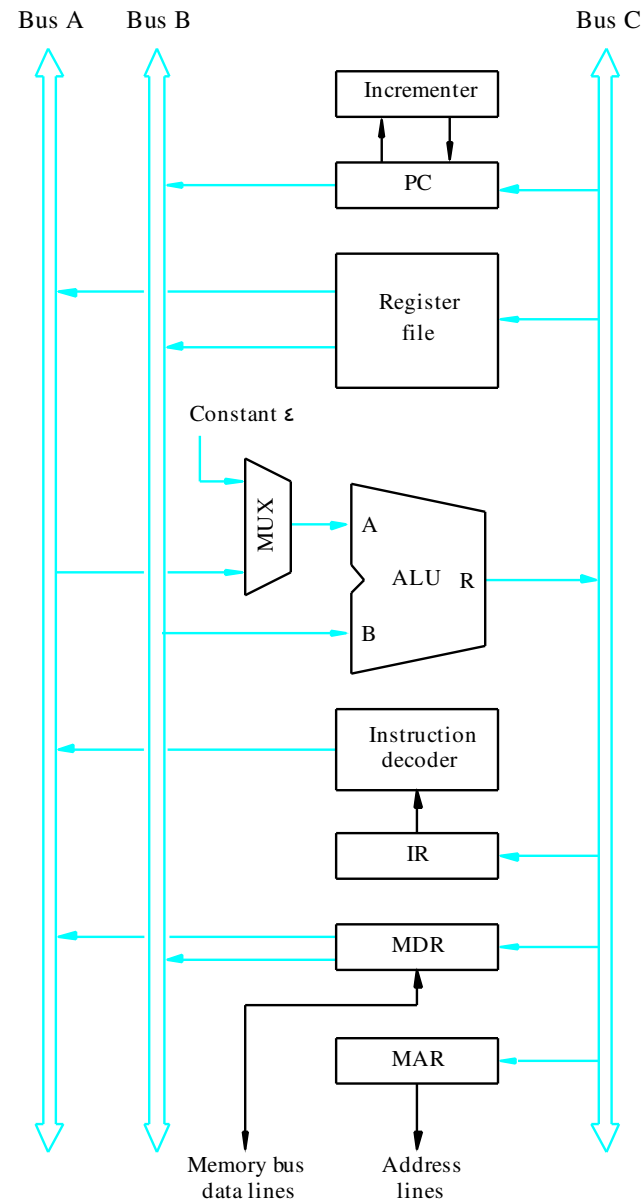 Bus A
Bus B
Bus C
Incrementer
PC
Register
file
Constant ٤
MUX
A
ALU
R
B
Instruction
decoder
IR
MDR
MAR
Memory bus
data lines
Address
lines